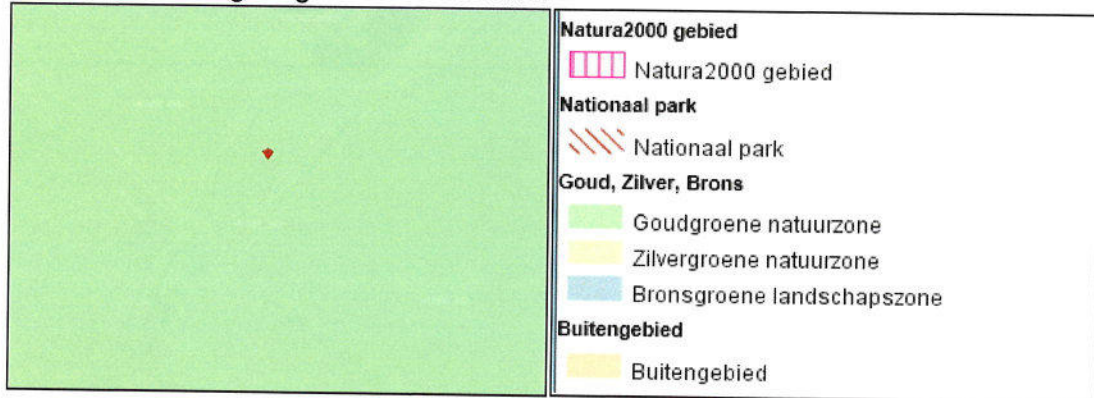 Natura2000 gebied
Natura2000 gebied
Nationaal park
Nationaal park
Goud, Zilver, Brons
Goudgroene natuurzone
Zilvergroene natuurzone
Bronsgroene landschapszone
Buitengebied
Buitengebied